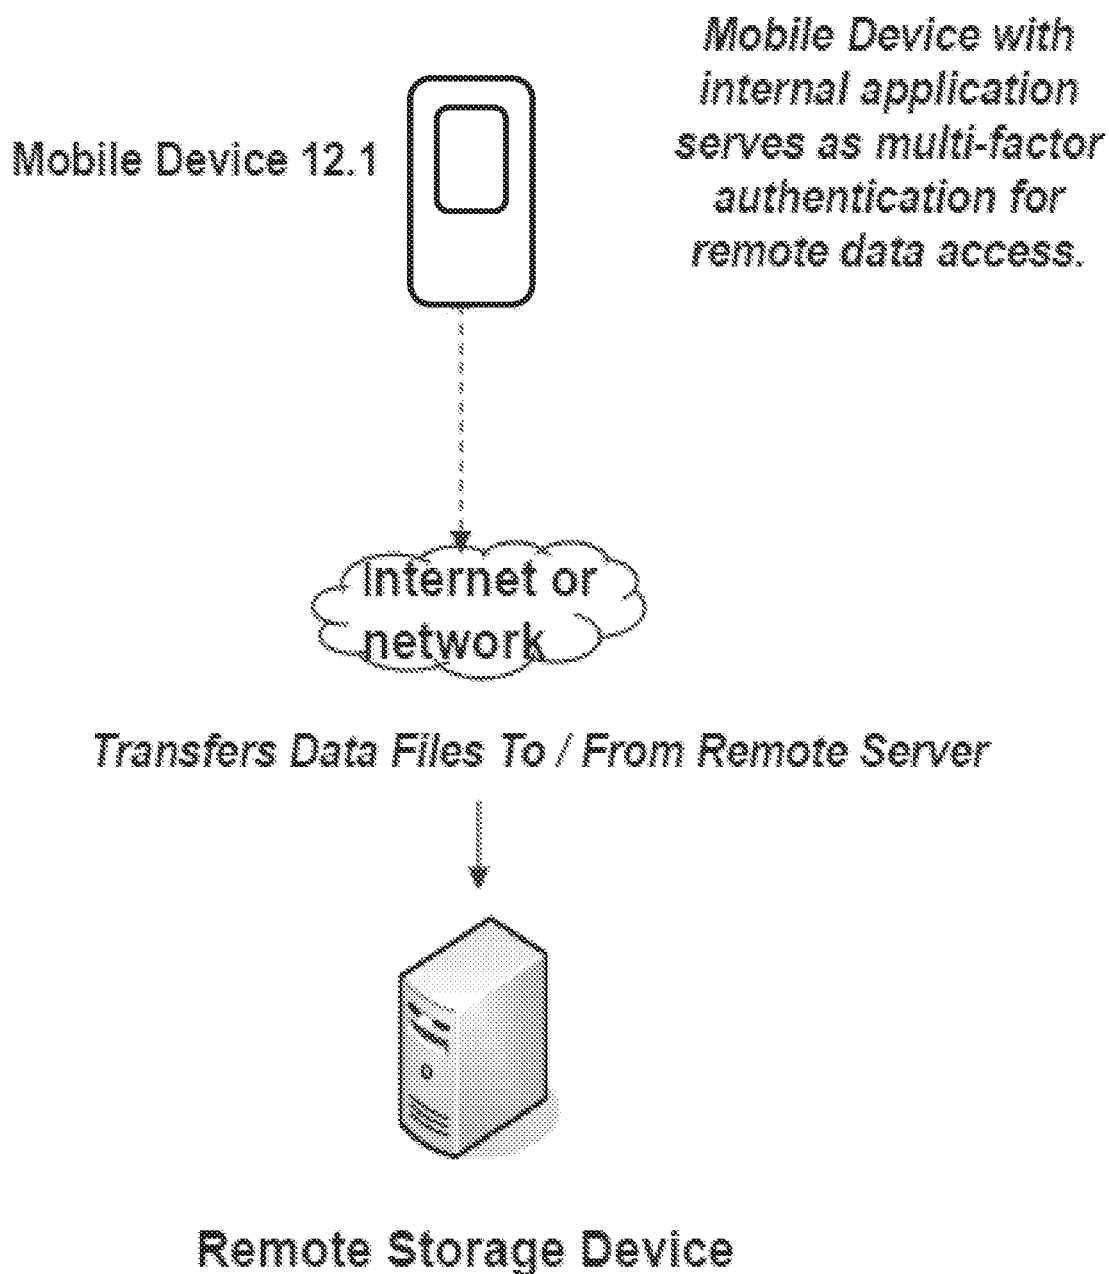 Mobile Device with
internal application
serves as multi-factor
authentication for
remote data access.
Mobile Device 12.1
Internet or
network
Transfers Data Files To / From Remote Server
Remote Storage Device